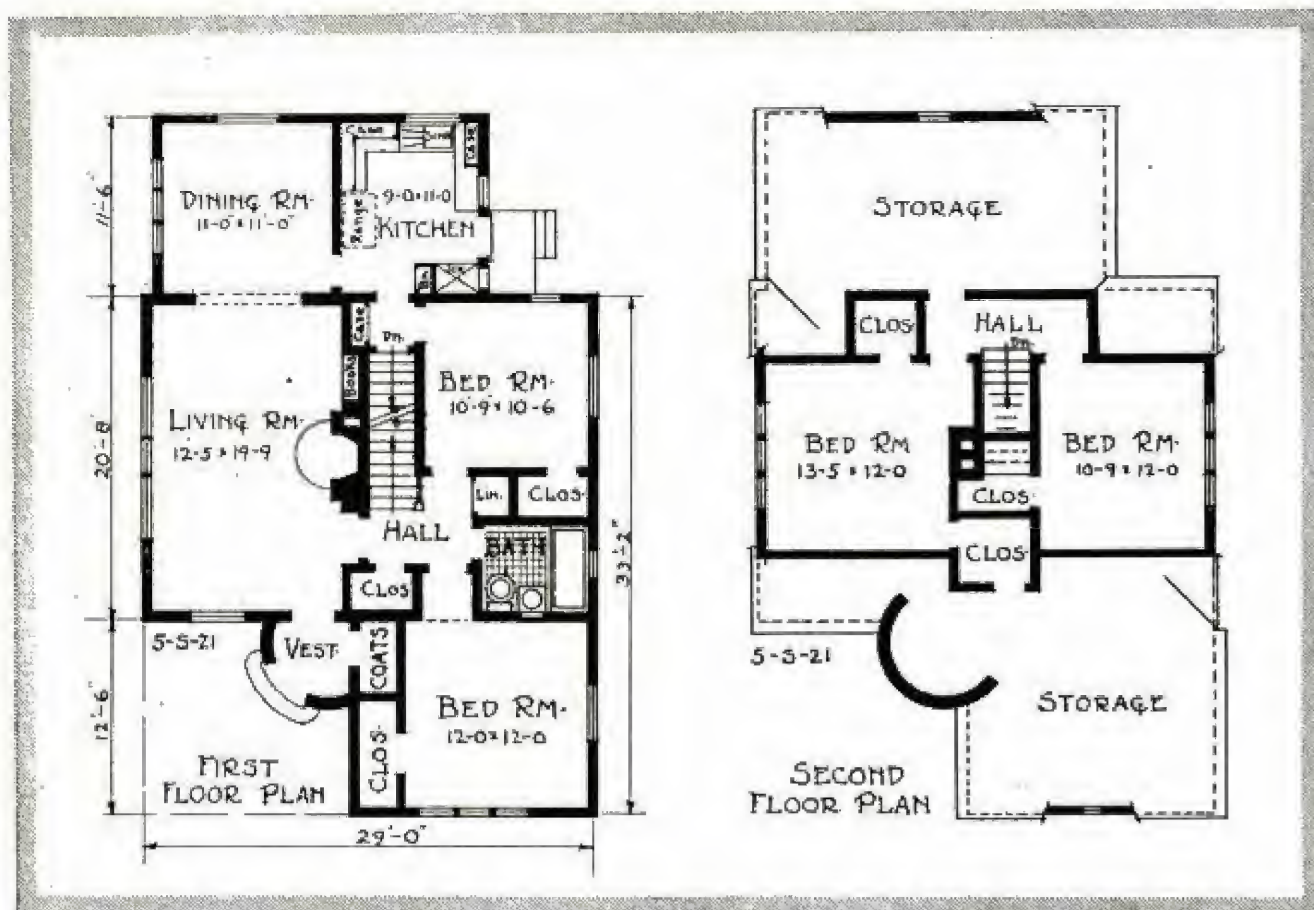 11'-6"
DINING RM.
11'-0" x 11'-0"
CASE
SINK
CASE
Range
9-0 x 11-0
KITCHEN
20'-8"
CASE
Books
DN.
LIVING RM.
12-5 x 19-9
BED RM.
10'-9" x 10-6
LIN.
CLOS.
HALL
BATH
CLOS
33'-2"
12'-6"
5-S-21
VEST.
COATS
CLOS.
BED RM.
12-0 x 12-0
FIRST
FLOOR PLAN
29'-0"
STORAGE
CLOS.
HALL
DN.
BED RM
13-5 x 12-0
BED RM.
10-9 x 12-0
CLOS.
CLOS.
5-S-21
STORAGE
SECOND
FLOOR PLAN